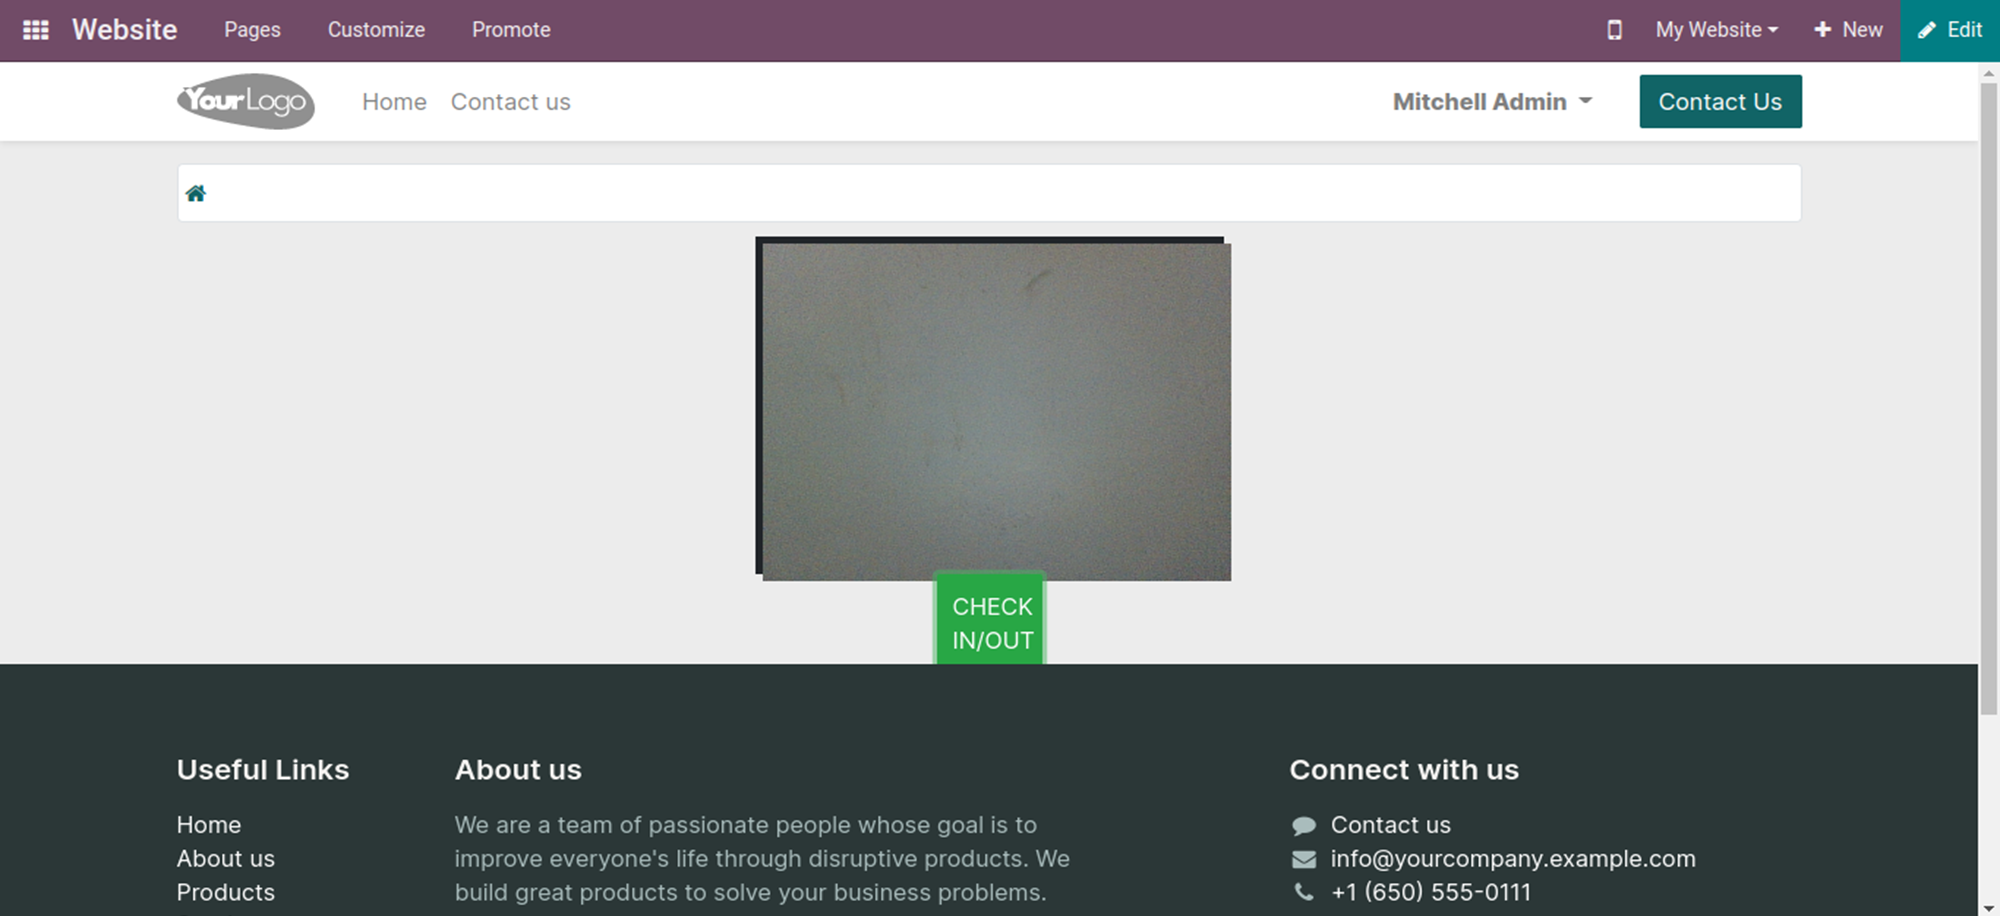 Website Pages Customize Promote My Website New Edit
YourLogo Home Contact us Mitchell Admin Contact Us
CHECK
IN/OUT
Useful Links
Home
About us
Products
About us
We are a team of passionate people whose goal is to
improve everyone's life through disruptive products. We
build great products to solve your business problems.
Connect with us
Contact us
info@yourcompany.example.com
+1 (650) 555-0111